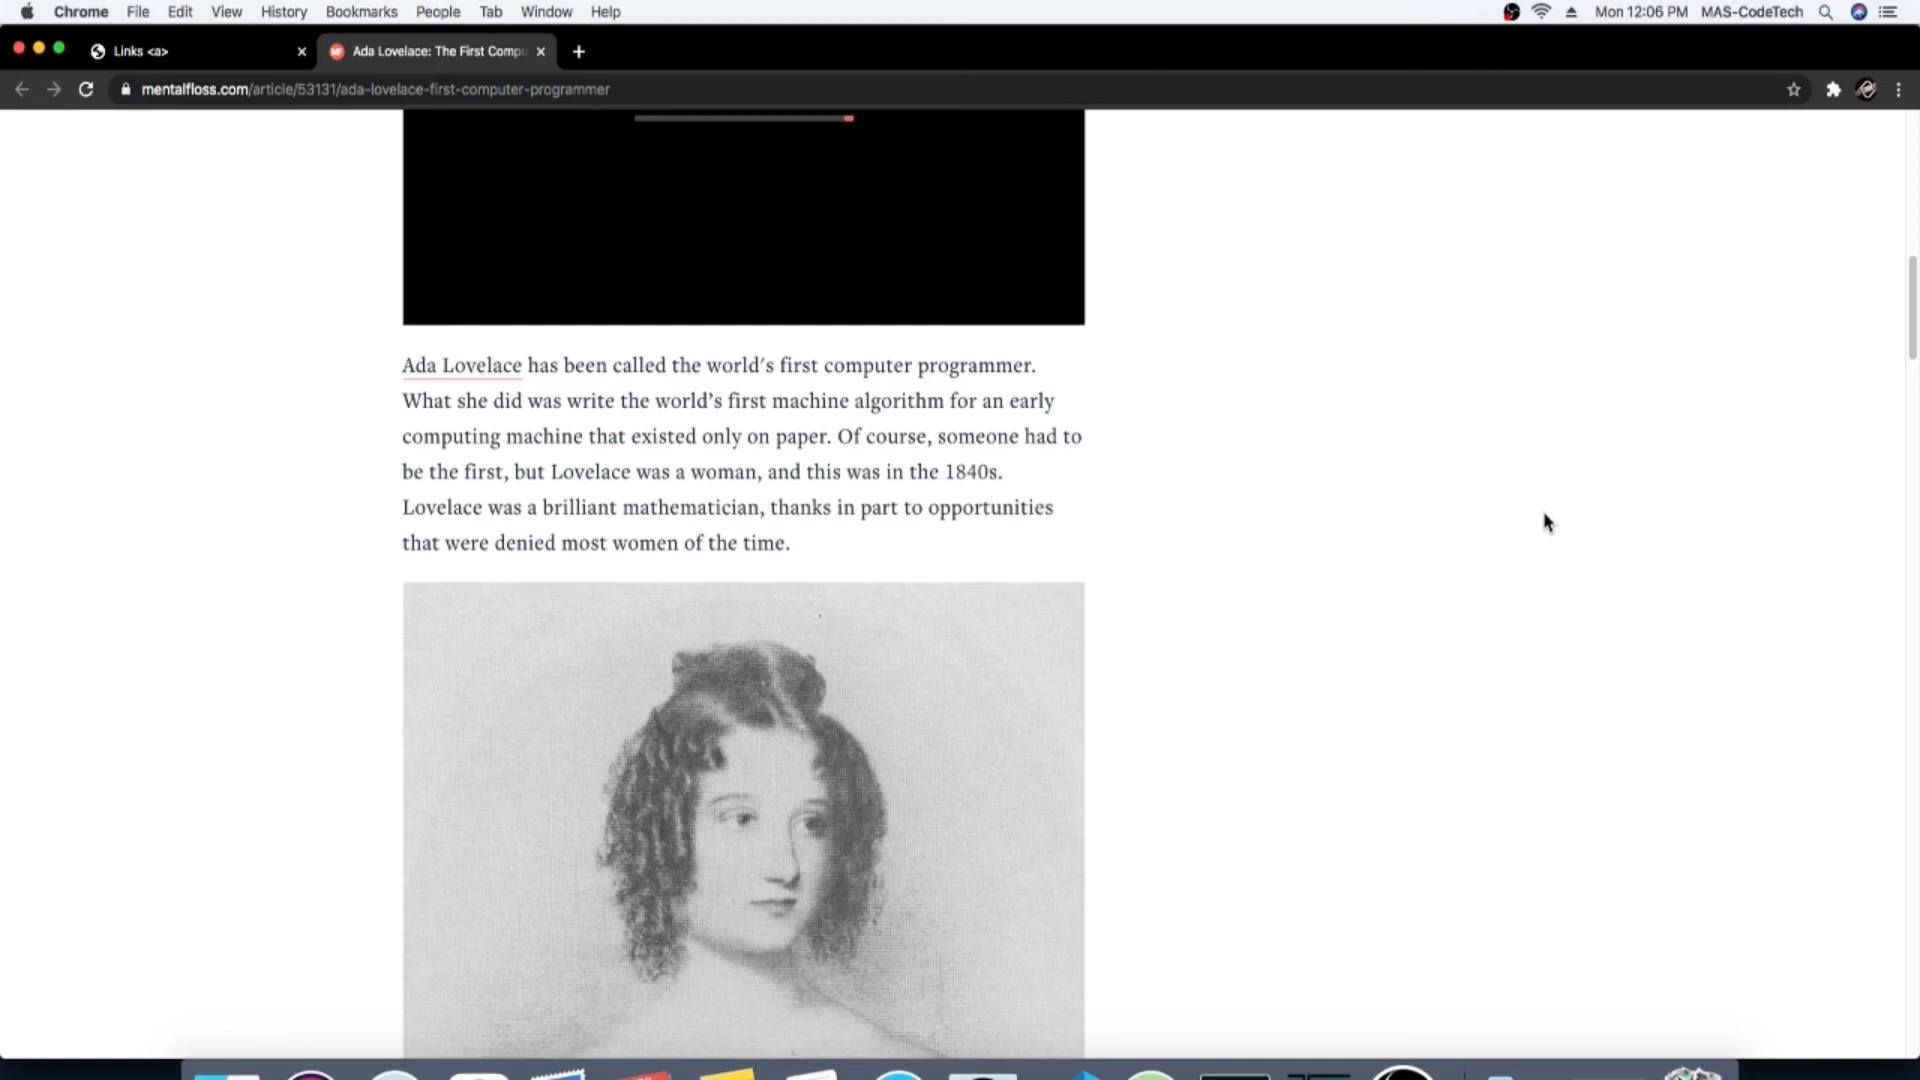 Chrome File Edit View History Bookmarks People Tab Window Help Mon 12:06 PM MAS-CodeTech
Links <a> Ada Lovelace: The First Compu
mentalfloss.com/article/53131/ada-lovelace-first-computer-programmer
Ada Lovelace has been called the world's first computer programmer.
What she did was write the world’s first machine algorithm for an early
computing machine that existed only on paper. Of course, someone had to
be the first, but Lovelace was a woman, and this was in the 1840s.
Lovelace was a brilliant mathematician, thanks in part to opportunities
that were denied most women of the time.